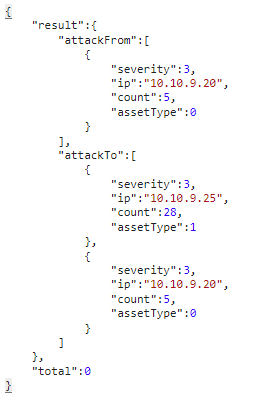 {
    "result":{
        "attackFrom":[
            {
                "severity":3,
                "ip":"10.10.9.20",
                "count":5,
                "assetType":0
            }
        ],
        "attackTo":[
            {
                "severity":3,
                "ip":"10.10.9.25",
                "count":28,
                "assetType":1
            },
            {
                "severity":3,
                "ip":"10.10.9.20",
                "count":5,
                "assetType":0
            }
        ]
    },
    "total":0
}